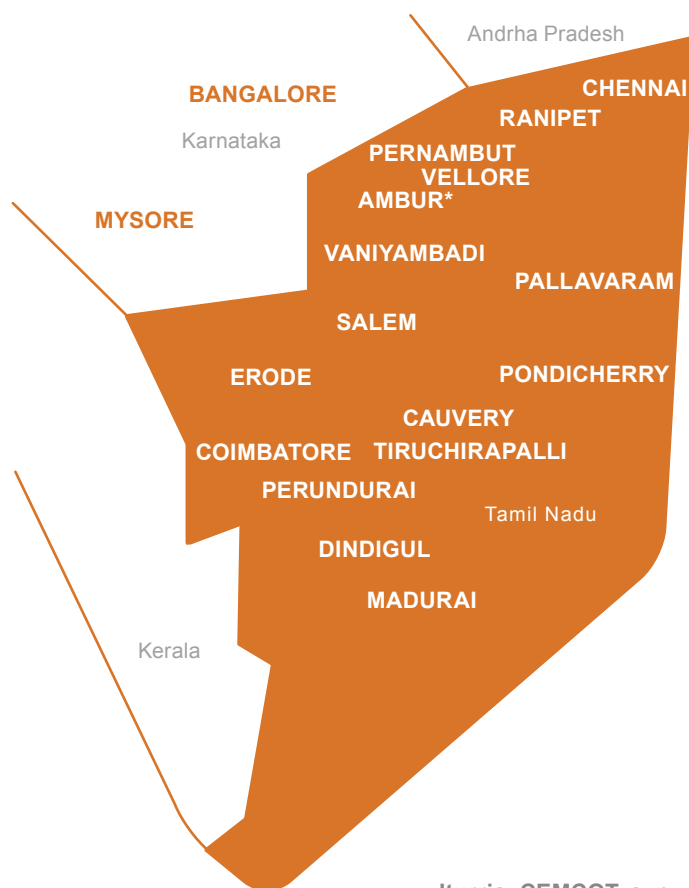 Andrha Pradesh
CHENNAI
BANGALORE
RANIPET
Karnataka
PERNAMBUT
VELLORE
AMBUR*
MYSORE
VANIYAMBADI
PALLAVARAM
SALEM
ERODE
PONDICHERRY
CAUVERY
COIMBATORE
TIRUCHIRAPALLI
PERUNDURAI
Tamil Nadu
DINDIGUL
MADURAI
Kerala